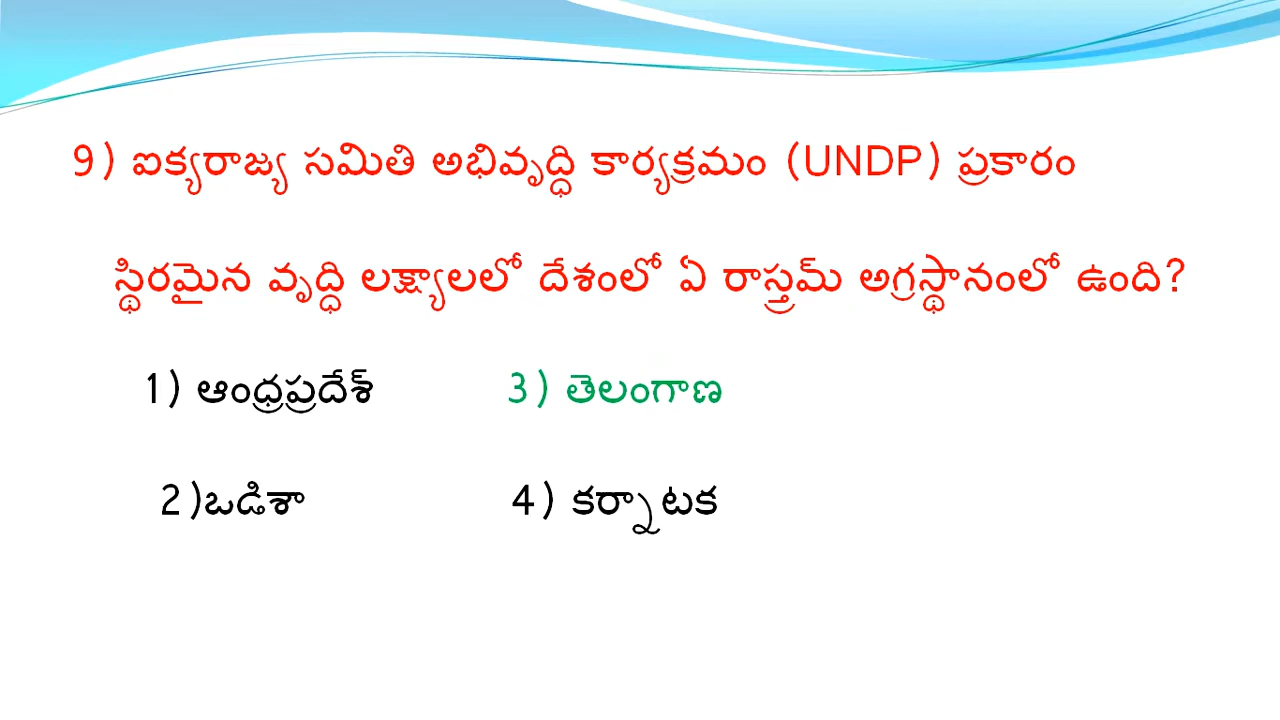 9) ఐక్యరాజ్య సమితి అభివృద్ధి కార్యక్రమం (UNDP) ప్రకారం
స్థిరమైన వృద్ధి లక్ష్యాలలో దేశంలో ఏ రాస్త్రమ్ అగ్రస్థానంలో ఉంది?
1) ఆంధ్రప్రదేశ్ 3) తెలంగాణ
2)ఒడిశా 4) కర్నాటక